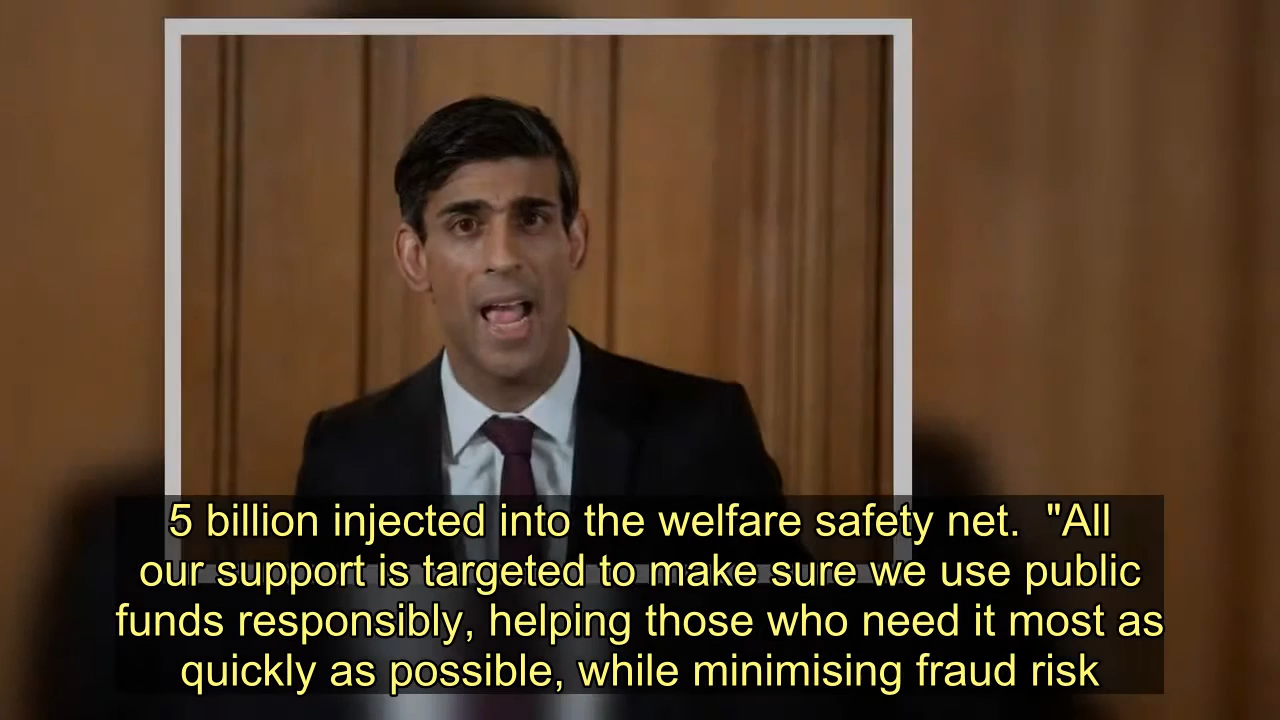 5 billion injected into the welfare safety net.  "All
our support is targeted to make sure we use public
funds responsibly, helping those who need it most as
quickly as possible, while minimising fraud risk